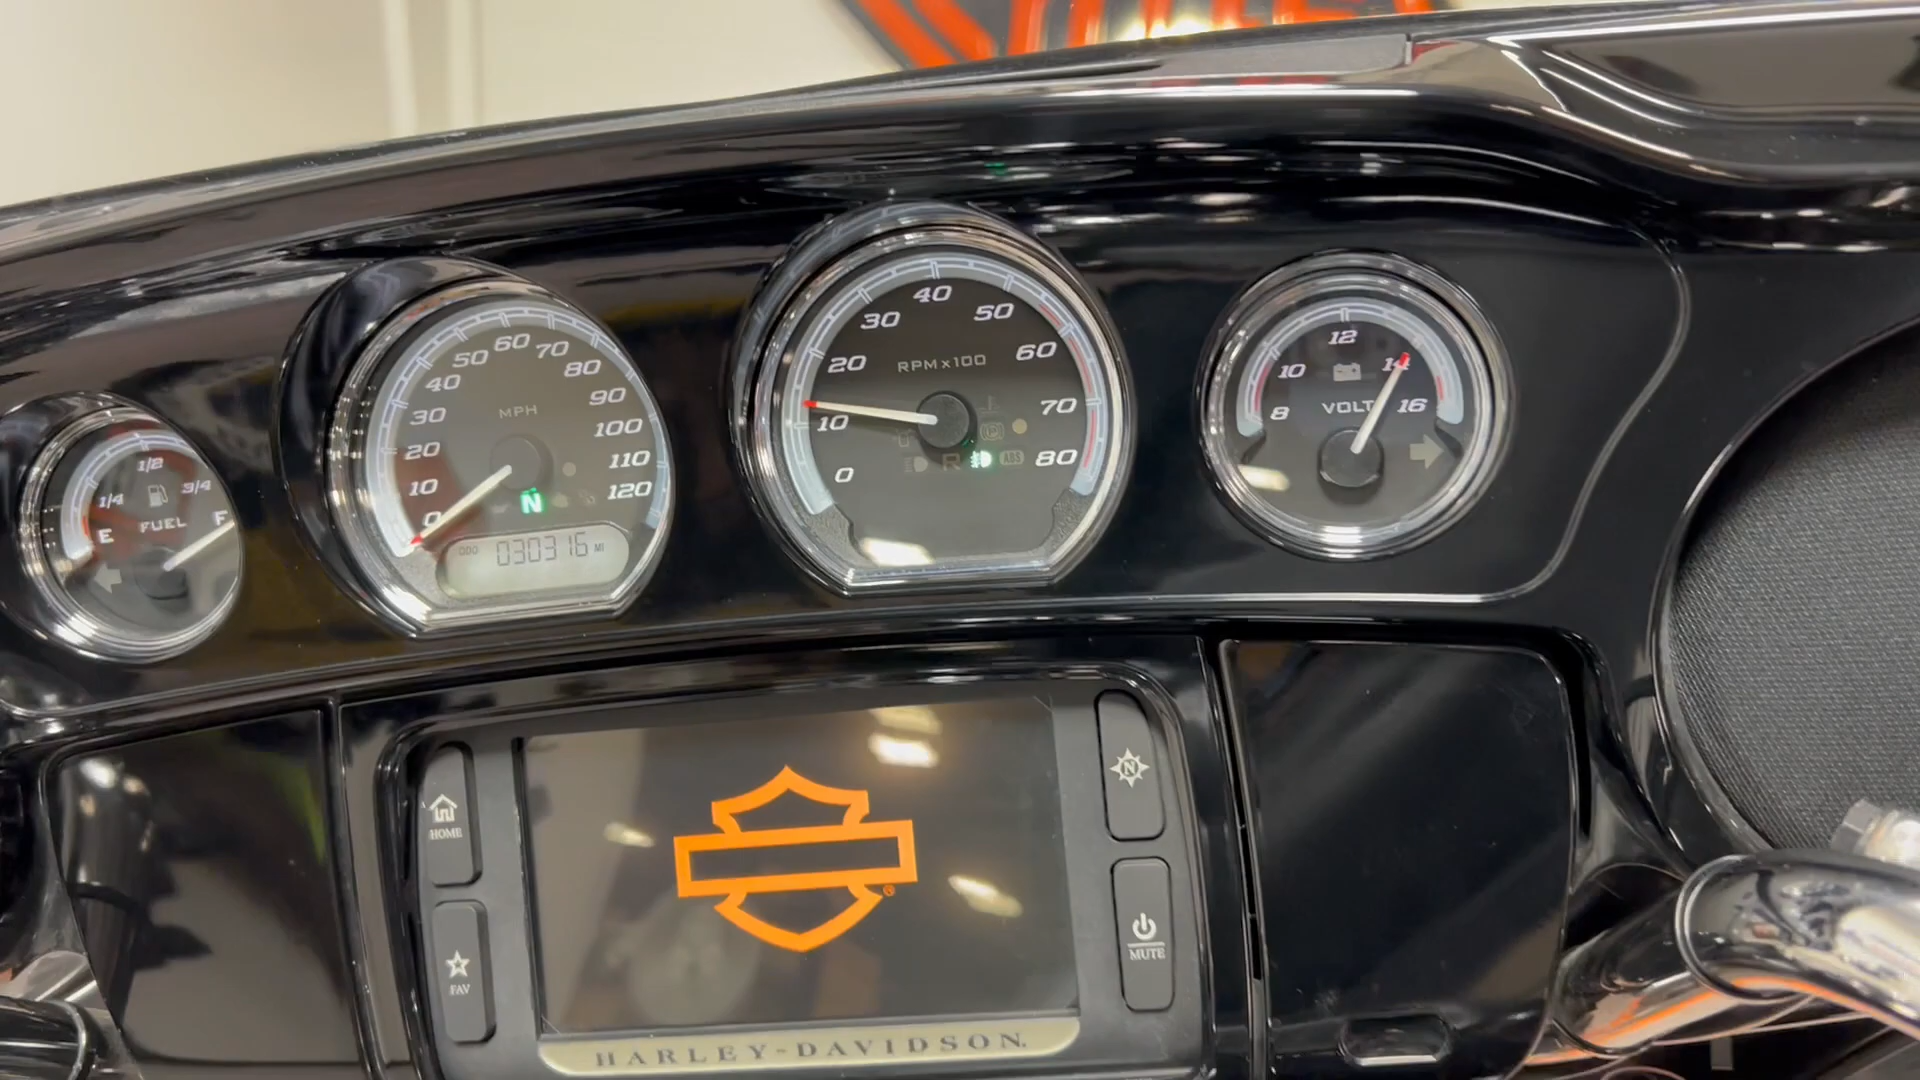 E 1/4 1/2 3/4 F
FUEL
0 10 20 30 40 50 60 70 80 90 100 110 120
MPH
N
ODO 030316 MI
0 10 20 30 40 50 60 70 80
RPMx100
R
ABS
8 10 12 14 16
VOLT
HOME
FAV
N
MUTE
®
HARLEY-DAVIDSON.